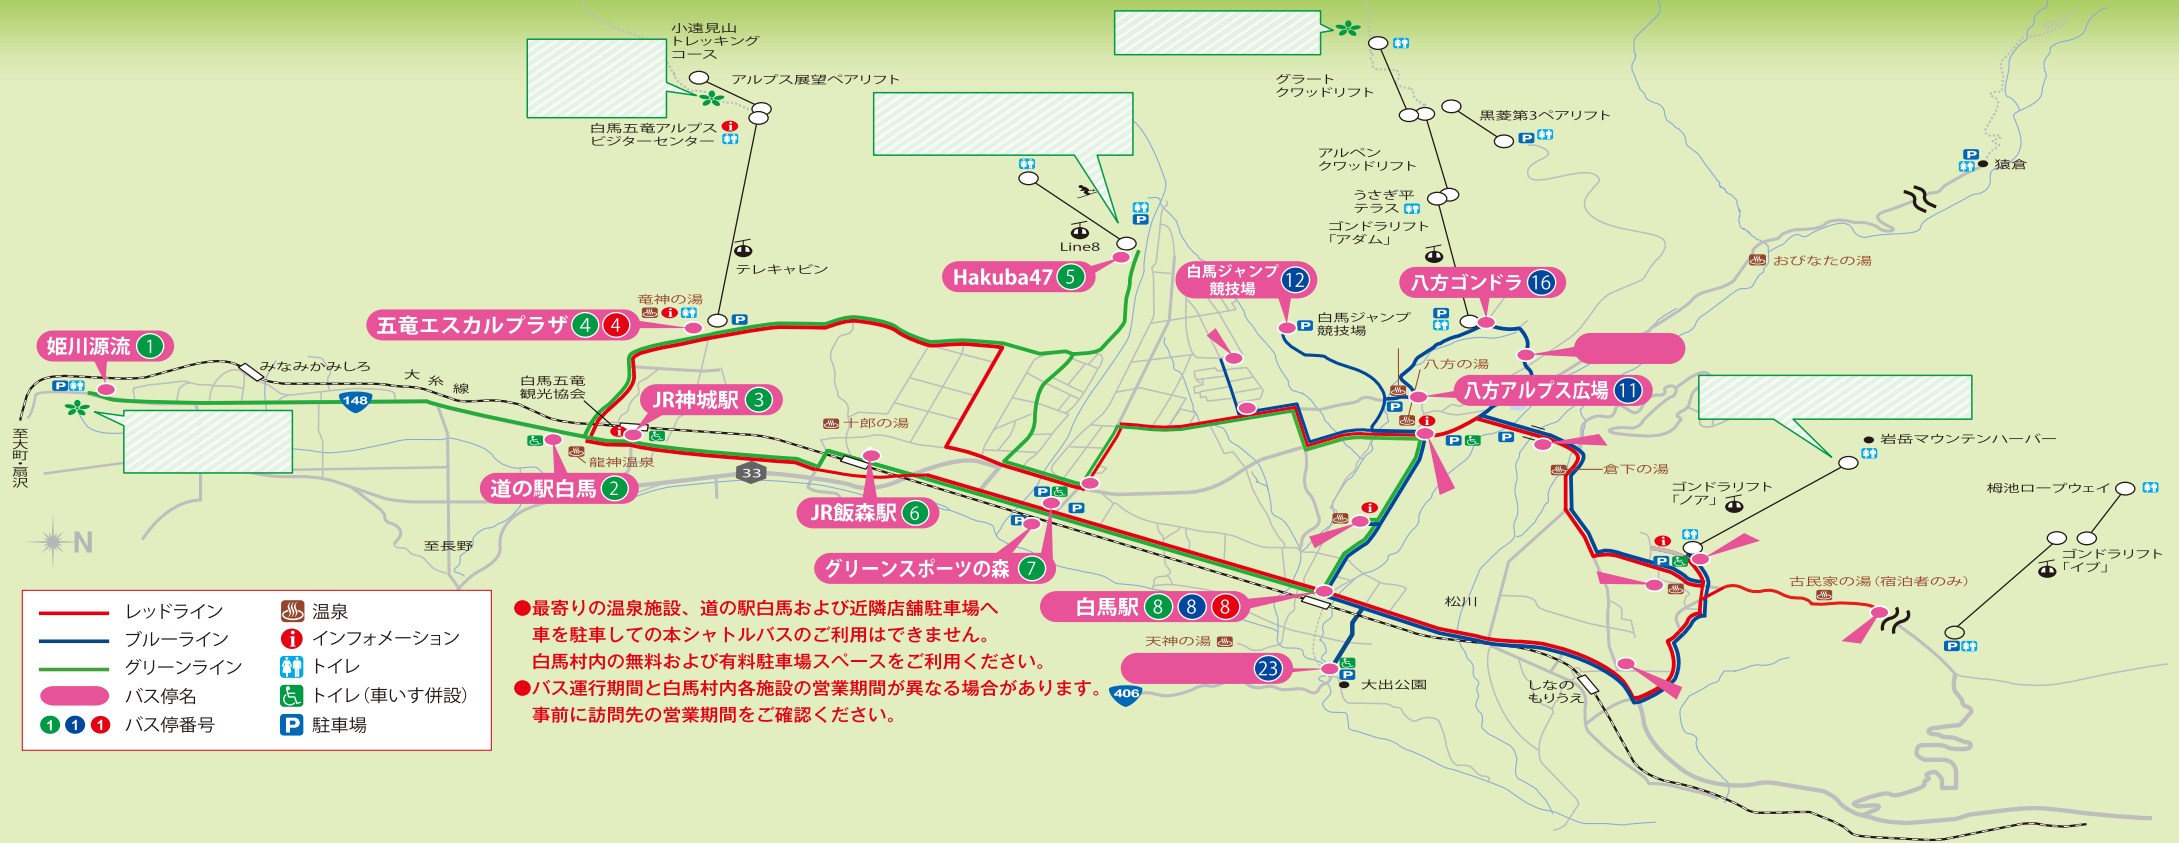 小遠見山
トレッキング
コース
アルプス展望ペアリフト
白馬五竜アルプス
ビジターセンター
グラート
クワッドリフト
黒菱第3ペアリフト
アルペン
クワッドリフト
うさぎ平
テラス
ゴンドラリフト
「アダム」
猿倉
おびなたの湯
Line8
テレキャビン
Hakuba47 5
白馬ジャンプ
競技場 12
八方ゴンドラ 16
竜神の湯
五竜エスカルプラザ 4 4
白馬ジャンプ
競技場
姫川源流 1
みなみかみしろ
大糸線
148
白馬五竜
観光協会
JR神城駅 3
八方の湯
八方アルプス広場 11
至大町・扇沢
十郎の湯
龍神温泉
33
道の駅白馬 2
JR飯森駅 6
倉下の湯
岩岳マウンテンハーバー
ゴンドラリフト
「ノア」
栂池ロープウェイ
ゴンドラリフト
「イブ」
N
至長野
グリーンスポーツの森 7
白馬駅 8 8 8
松川
古民家の湯(宿泊者のみ)
天神の湯
23
大出公園
406
しなの
もりうえ
レッドライン
ブルーライン
グリーンライン
バス停名
1 1 1 バス停番号
温泉
インフォメーション
トイレ
トイレ(車いす併設)
P 駐車場
●最寄りの温泉施設、道の駅白馬および近隣店舗駐車場へ
車を駐車しての本シャトルバスのご利用はできません。
白馬村内の無料および有料駐車場スペースをご利用ください。
●バス運行期間と白馬村内各施設の営業期間が異なる場合があります。
事前に訪問先の営業期間をご確認ください。